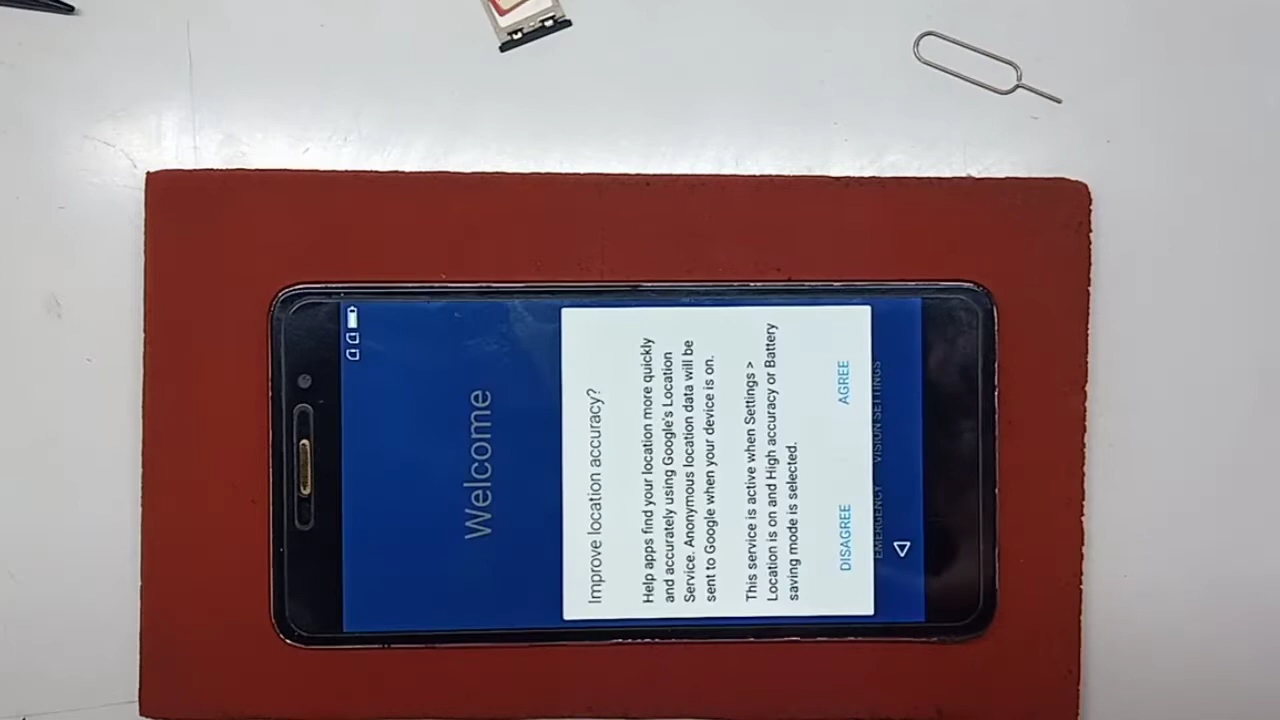 Welcome
Improve location accuracy?
Help apps find your location more quickly
and accurately using Google's Location
Service. Anonymous location data will be
sent to Google when your device is on.
This service is active when Settings >
Location is on and High accuracy or Battery
saving mode is selected.
DISAGREE AGREE
EMERGENCY VISION SETTINGS